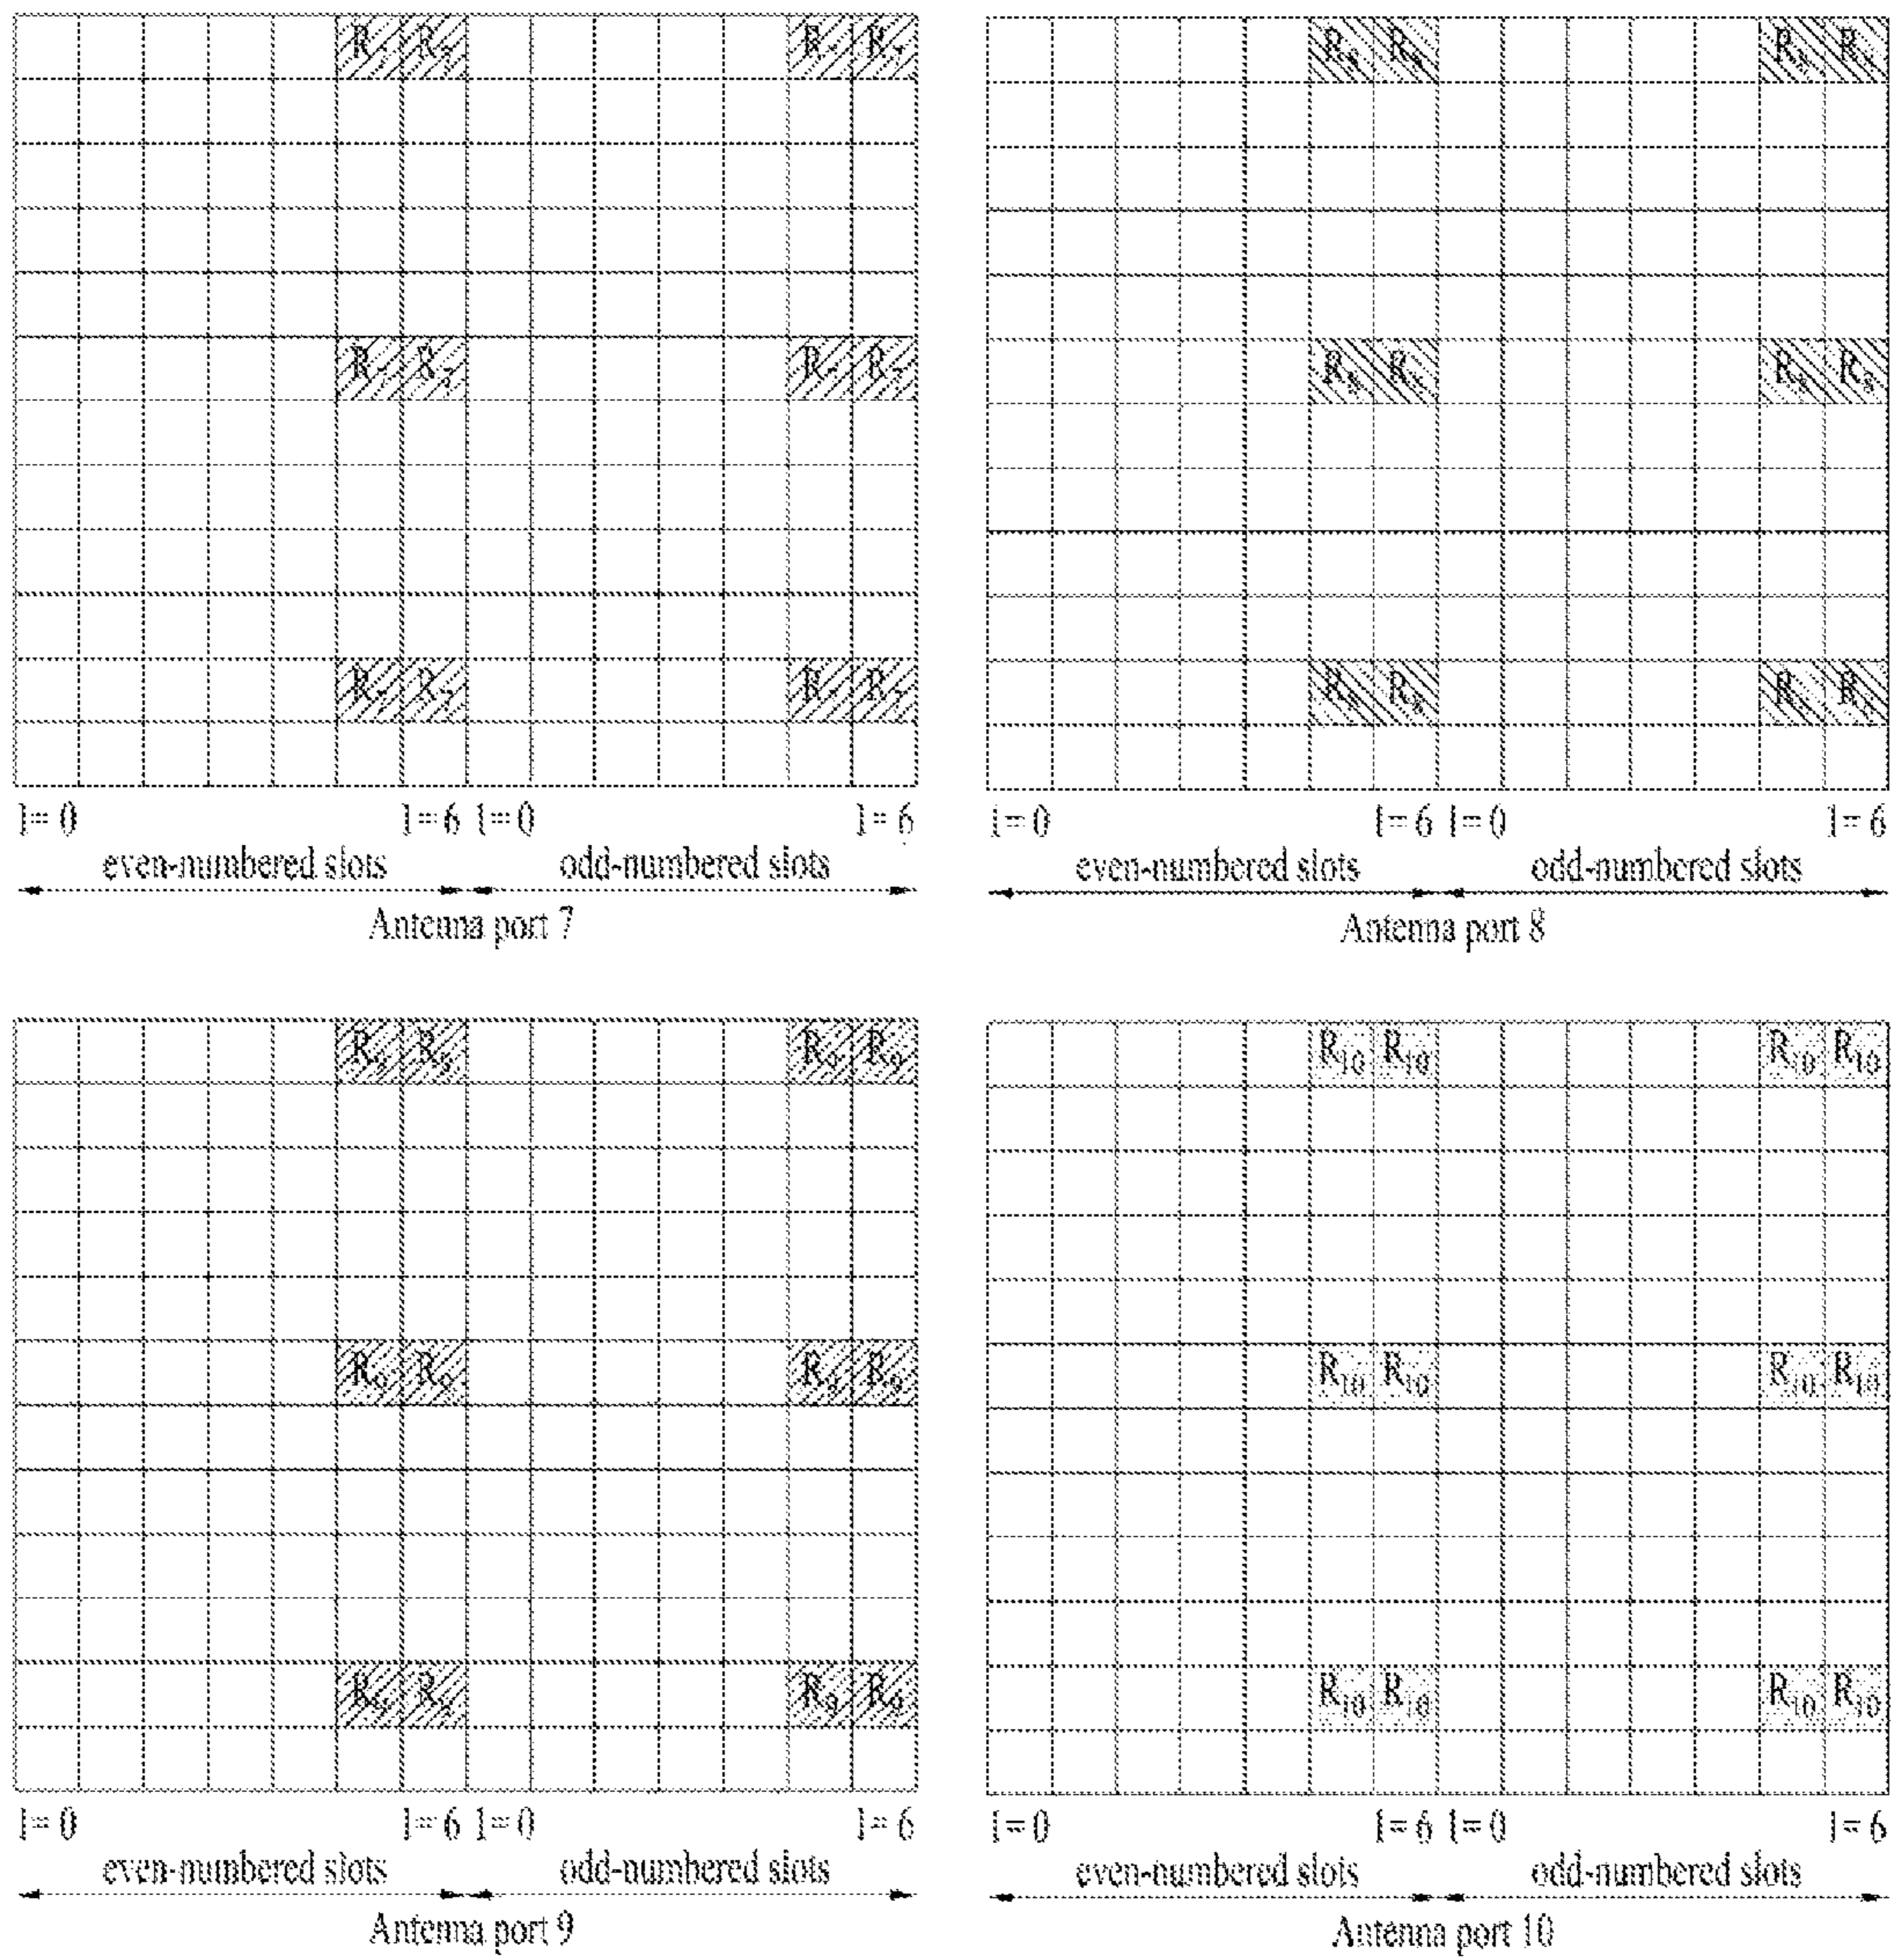 R7 R7 R7 R7
R7 R7 R7 R7
R7 R7 R7 R7
l=0 l=6 l=0 l=6
even-numbered slots odd-numbered slots
Antenna port 7
R8 R8 R8 R8
R8 R8 R8 R8
R8 R8 R8 R8
l=0 l=6 l=0 l=6
even-numbered slots odd-numbered slots
Antenna port 8
R9 R9 R9 R9
R9 R9 R9 R9
R9 R9 R9 R9
l=0 l=6 l=0 l=6
even-numbered slots odd-numbered slots
Antenna port 9
R10 R10 R10 R10
R10 R10 R10 R10
R10 R10 R10 R10
l=0 l=6 l=0 l=6
even-numbered slots odd-numbered slots
Antenna port 10